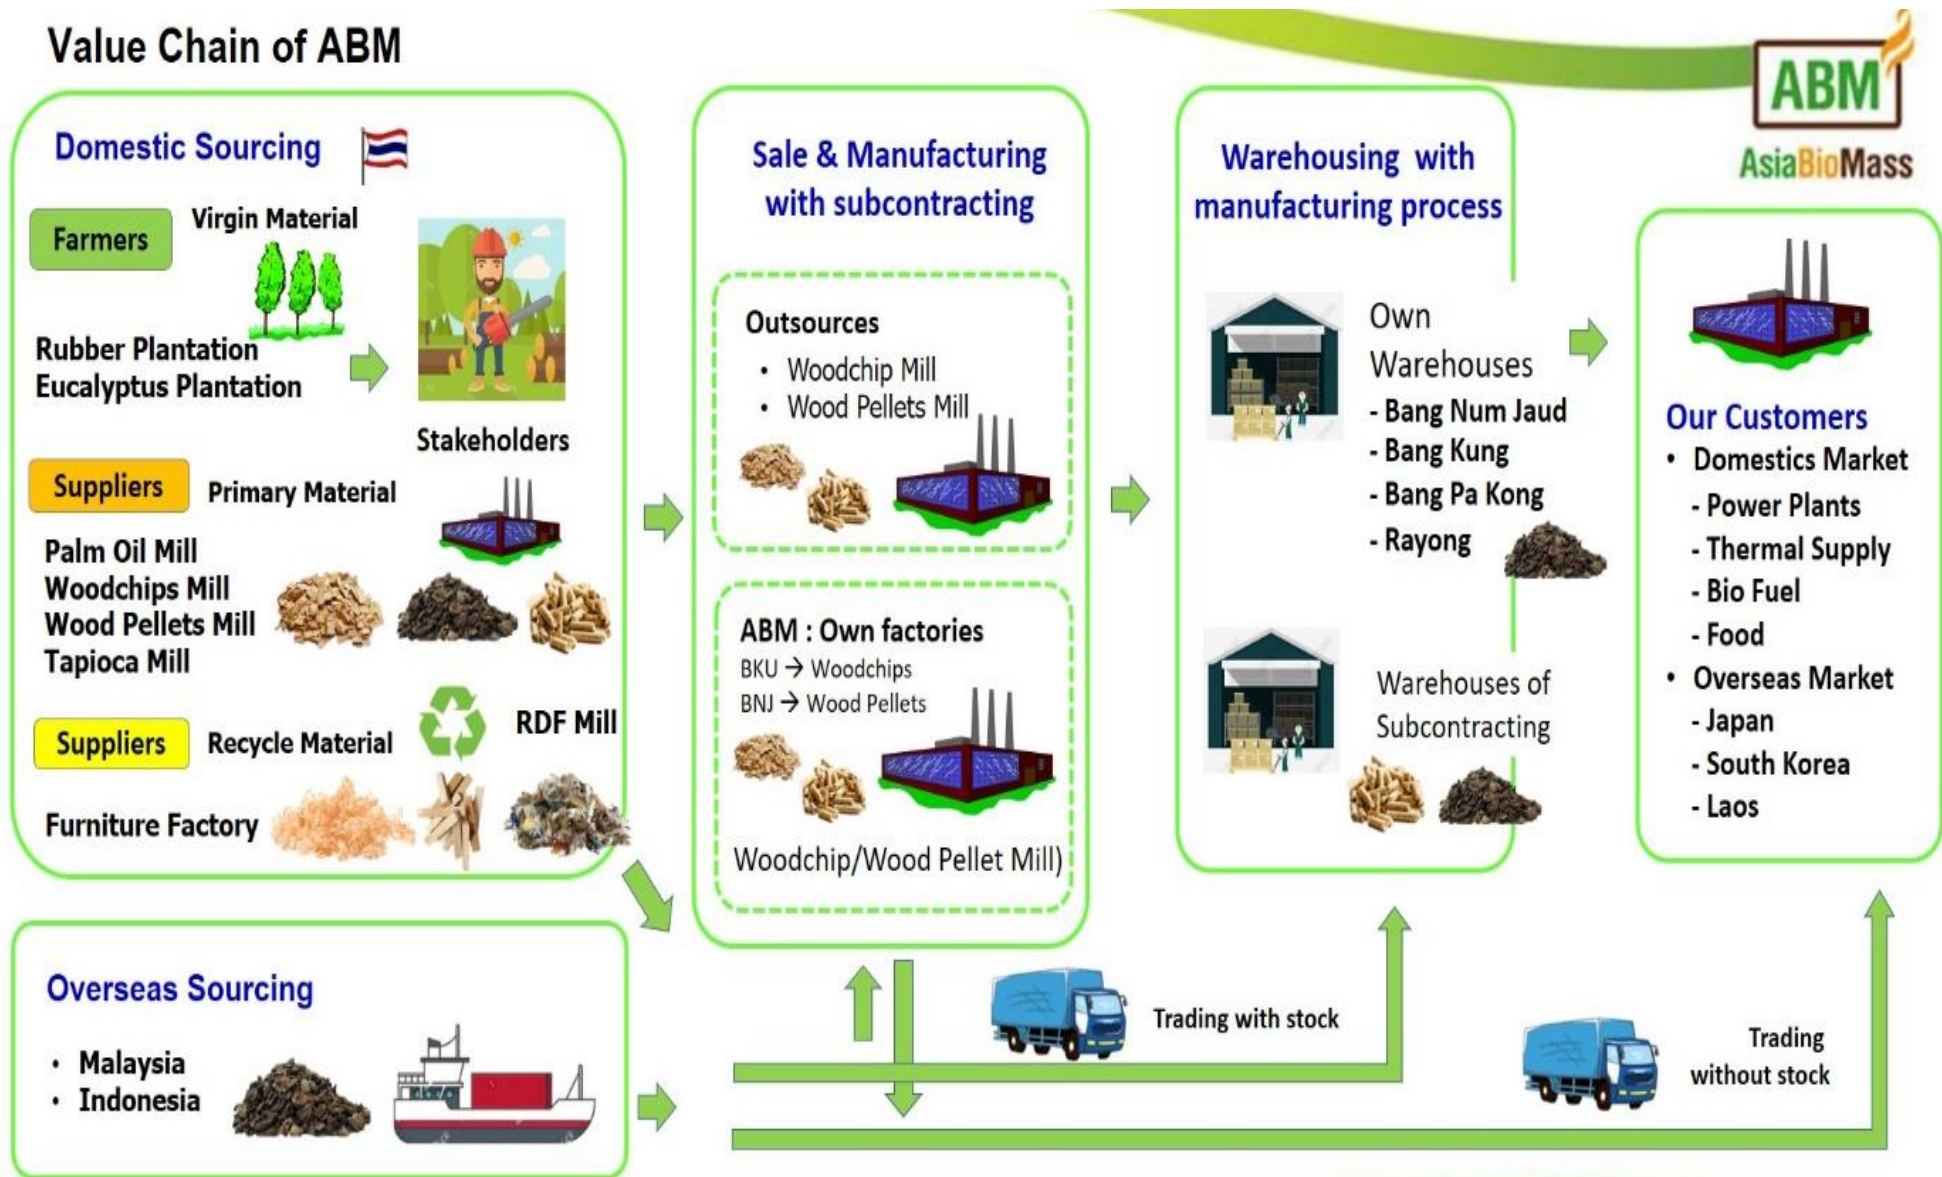 Value Chain of ABM
ABM
AsiaBioMass
Domestic Sourcing
Farmers
Virgin Material
Rubber Plantation
Eucalyptus Plantation
Stakeholders
Suppliers
Primary Material
Palm Oil Mill
Woodchips Mill
Wood Pellets Mill
Tapioca Mill
Suppliers
Recycle Material
RDF Mill
Furniture Factory
Overseas Sourcing
• Malaysia
• Indonesia
Sale & Manufacturing
with subcontracting
Outsources
• Woodchip Mill
• Wood Pellets Mill
ABM : Own factories
BKU → Woodchips
BNJ → Wood Pellets
Woodchip/Wood Pellet Mill)
Warehousing with
manufacturing process
Own
Warehouses
- Bang Num Jaud
- Bang Kung
- Bang Pa Kong
- Rayong
Warehouses of
Subcontracting
Our Customers
• Domestics Market
- Power Plants
- Thermal Supply
- Bio Fuel
- Food
• Overseas Market
- Japan
- South Korea
- Laos
Trading with stock
Trading
without stock